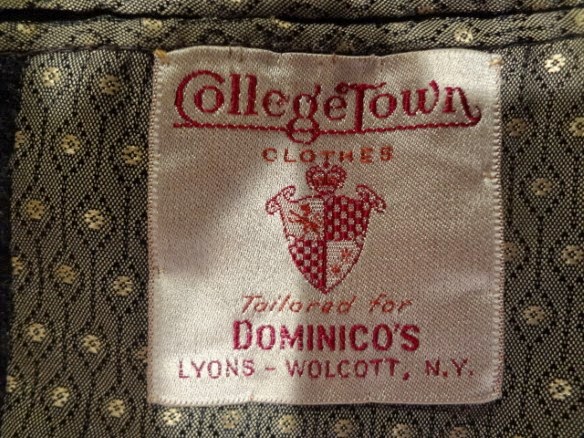 CollegeTown
CLOTHES
Tailored for
DOMINICO'S
LYONS - WOLCOTT, N.Y.